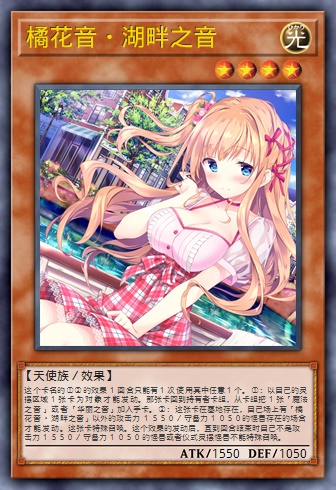 橘花音・湖畔之音
光
【天使族／效果】
这个卡名的①②的效果１回合只能有１次使用其中任意１个。①：以自己的灵
摆区域１张卡为对象才能发动。那张卡回到持有者卡组，从卡组把１张「魔法
之音」或者「华丽之音」加入手卡。②：这张卡在墓地存在，自己场上有「橘
花音・湖畔之音」以外的攻击力１５５０／守备力１０５０的怪兽存在的场合
才能发动。这张卡特殊召唤。这个效果的发动后，直到回合结束时自己不是攻
击力１５５０／守备力１０５０的怪兽或者仪式灵摆怪兽不能特殊召唤。
ATK/1550 DEF/1050